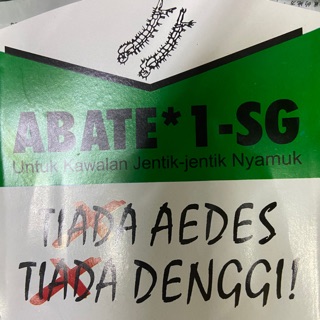 ABATE* 1-SG
Untuk Kawalan Jentik-jentik Nyamuk
TIADA AEDES
TIADA DENGGI!